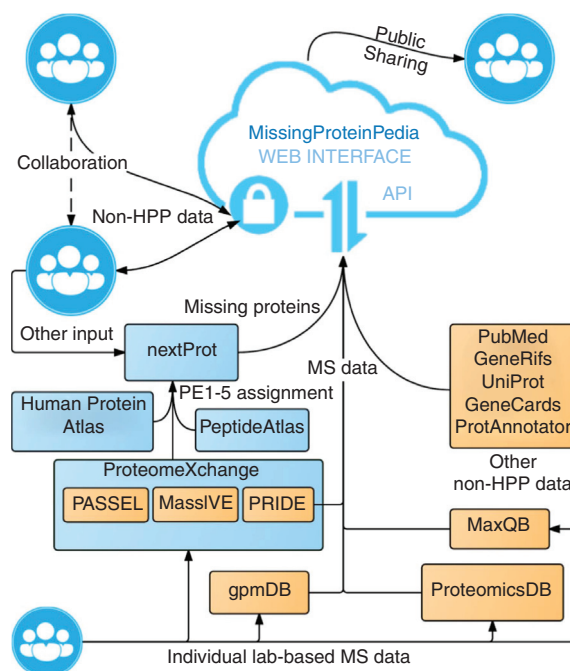 Public
Sharing
MissingProteinPedia
WEB INTERFACE
API
Collaboration
Non-HPP data
Other input
Missing proteins
nextProt
MS
data
PubMed
GeneRifs
UniProt
GeneCards
ProtAnnotator
PE1-5 assignment
Human Protein
Atlas
PeptideAtlas
ProteomeXchange
PASSEL
MassIVE
PRIDE
Other
non-HPP data
MaxQB
gpmDB
ProteomicsDB
Individual lab-based MS data